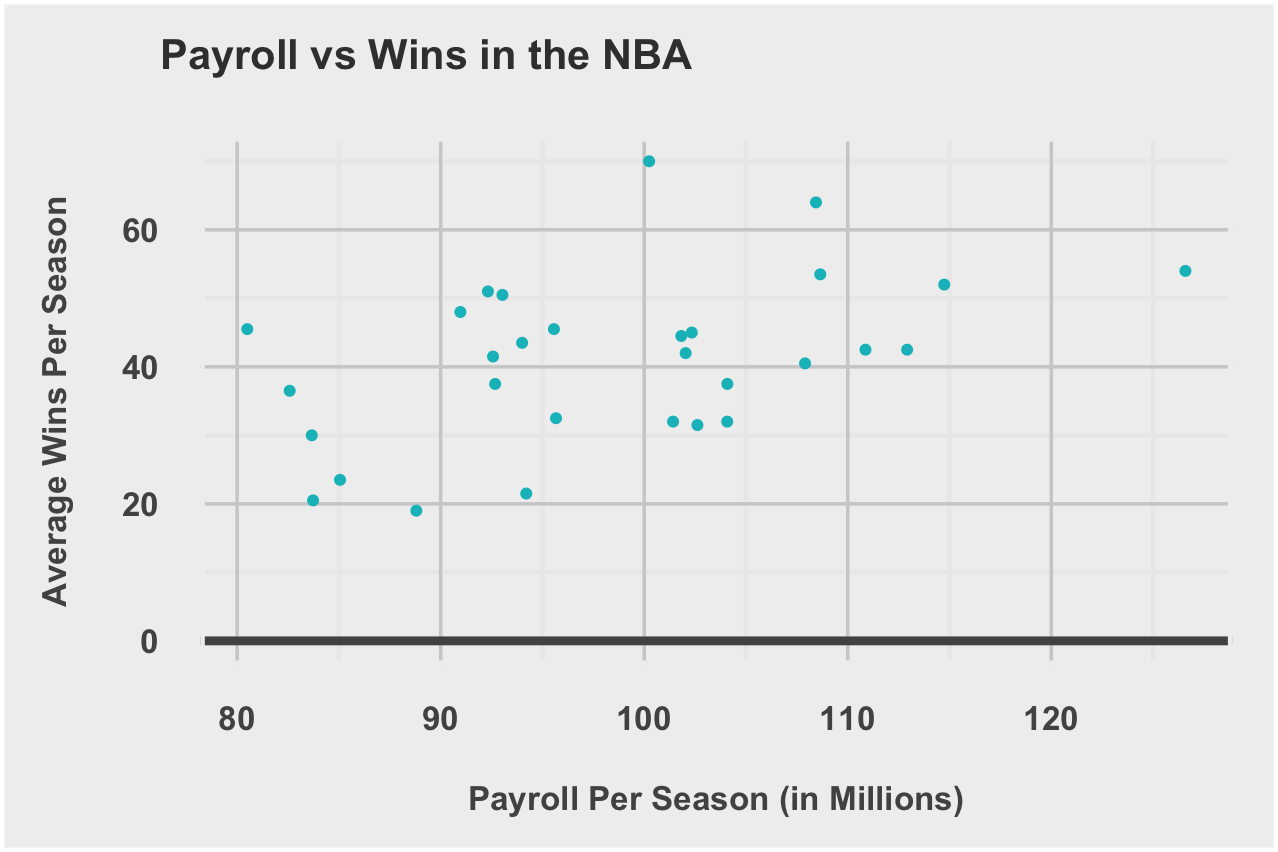 Payroll vs Wins in the NBA
Average Wins Per Season
60
40
20
0
80 90 100 110 120
Payroll Per Season (in Millions)